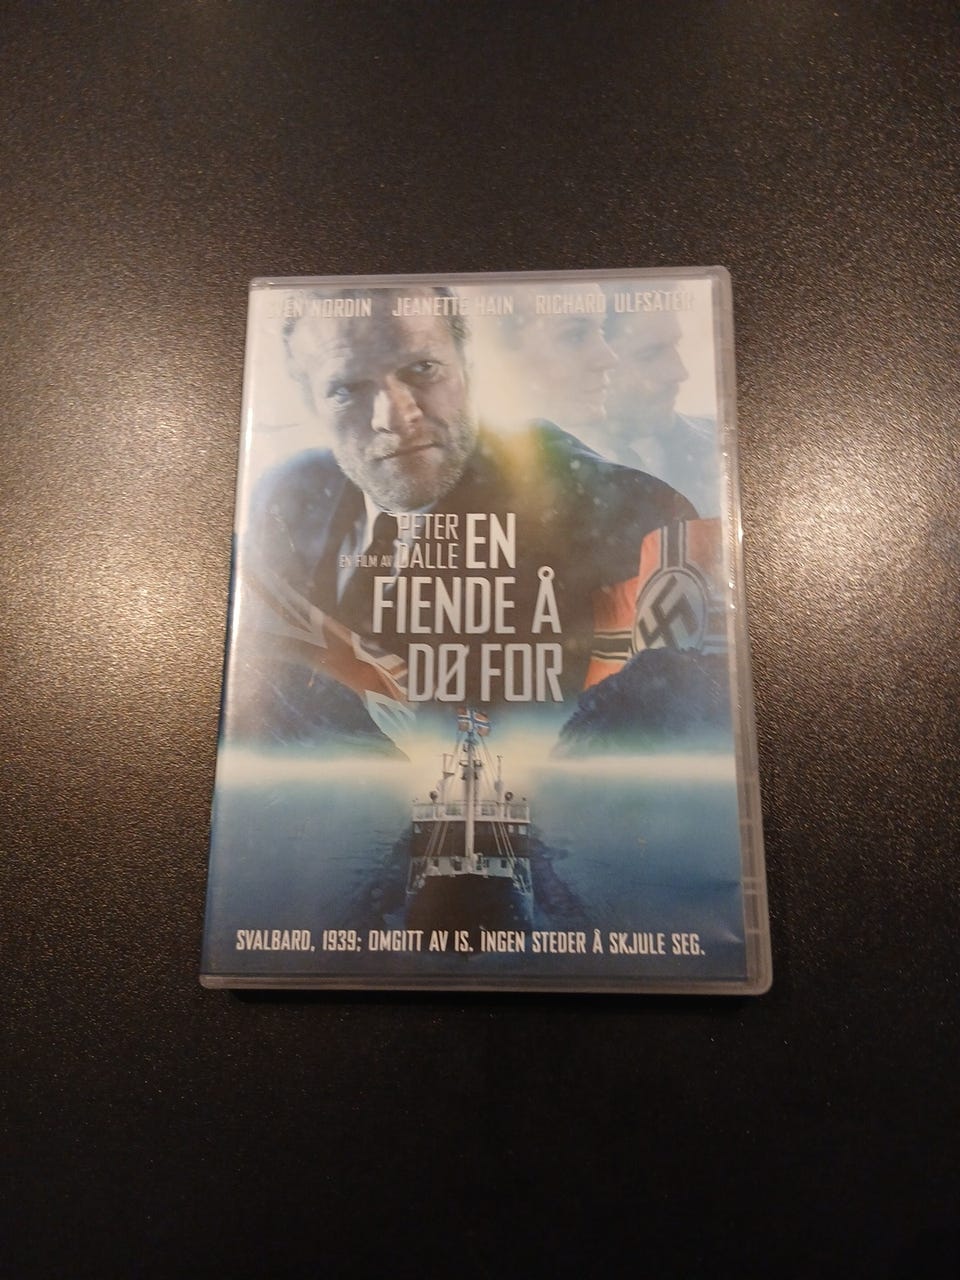 SVEN NORDIN JEANETTE HAIN RICHARD ULFSÄTER
EN FILM AV PETER DALLE
EN
FIENDE Å
DØ FOR
SVALBARD, 1939: OMGITT AV IS. INGEN STEDER Å SKJULE SEG.